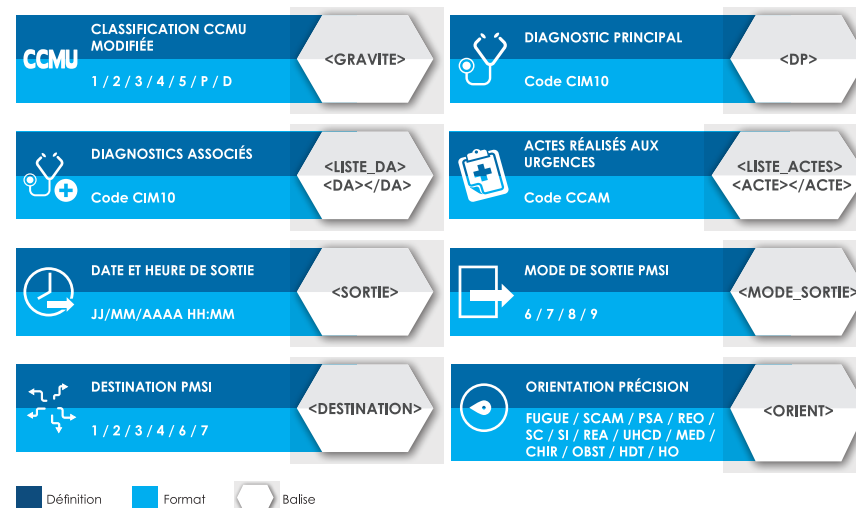 CCMU
CLASSIFICATION CCMU
MODIFIÉE
1 / 2 / 3 / 4 / 5 / P / D
<GRAVITE>
DIAGNOSTIC PRINCIPAL
Code CIM10
<DP>
DIAGNOSTICS ASSOCIÉS
Code CIM10
<LISTE_DA>
<DA></DA>
ACTES RÉALISÉS AUX
URGENCES
Code CCAM
<LISTE_ACTES>
<ACTE></ACTE>
DATE ET HEURE DE SORTIE
JJ/MM/AAAA HH:MM
<SORTIE>
MODE DE SORTIE PMSI
6 / 7 / 8 / 9
<MODE_SORTIE>
DESTINATION PMSI
1 / 2 / 3 / 4 / 6 / 7
<DESTINATION>
ORIENTATION PRÉCISION
FUGUE / SCAM / PSA / REO /
SC / SI / REA / UHCD / MED /
CHIR / OBST / HDT / HO
<ORIENT>
Définition
Format
Balise